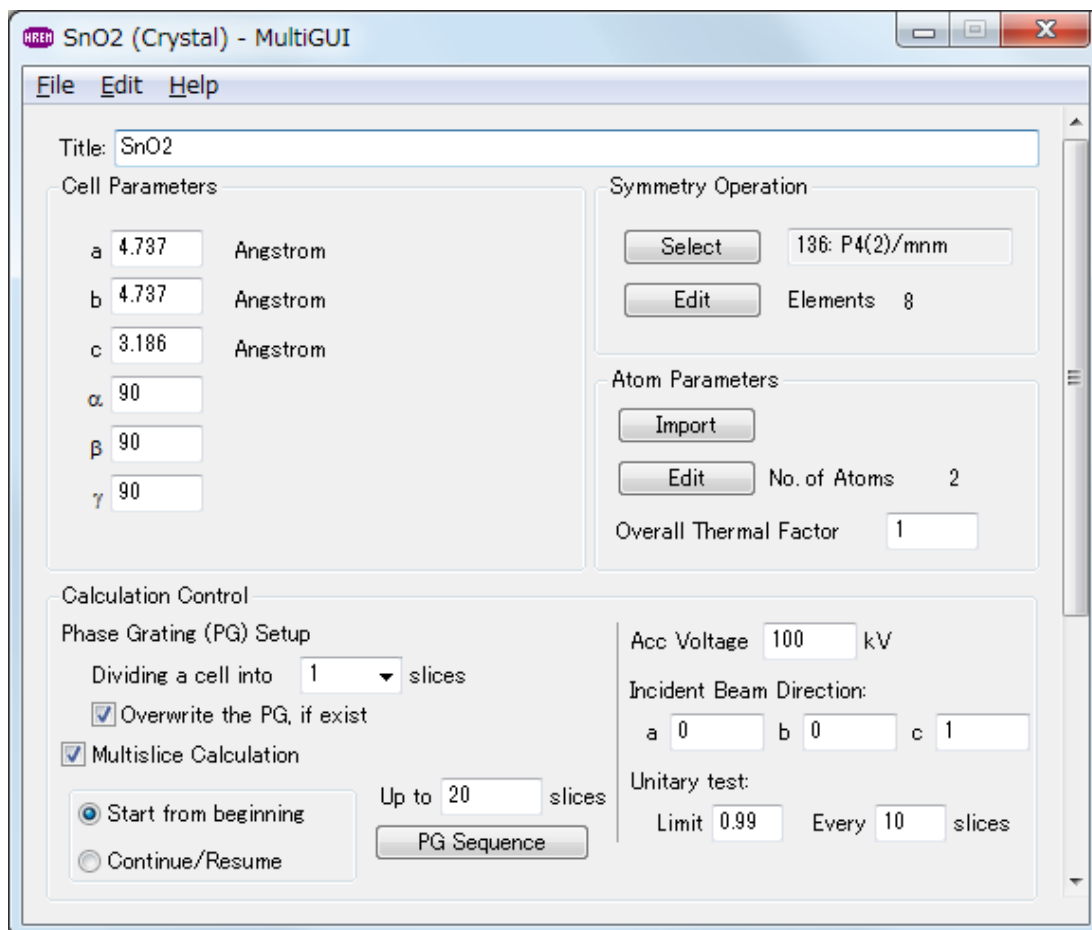 HREM SnO2 (Crystal) - MultiGUI
File Edit Help
Title: SnO2
Cell Parameters
a 4.737 Angstrom
b 4.737 Angstrom
c 3.186 Angstrom
α 90
β 90
γ 90
Symmetry Operation
Select 136: P4(2)/mnm
Edit Elements 8
Atom Parameters
Import
Edit No. of Atoms 2
Overall Thermal Factor 1
Calculation Control
Phase Grating (PG) Setup
Dividing a cell into 1 slices
Overwrite the PG, if exist
Multislice Calculation
Start from beginning
Continue/Resume
Up to 20 slices
PG Sequence
Acc Voltage 100 kV
Incident Beam Direction:
a 0 b 0 c 1
Unitary test:
Limit 0.99 Every 10 slices